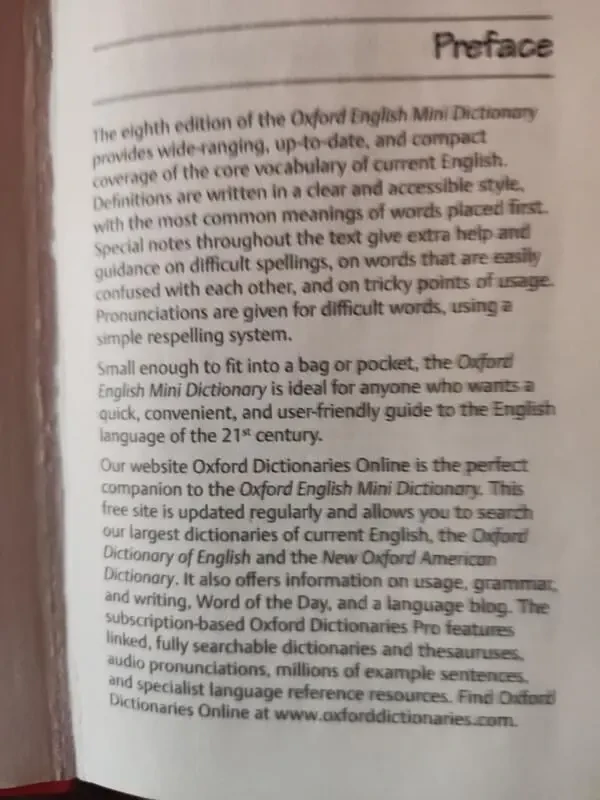 Preface
The eighth edition of the Oxford English Mini Dictionary
provides wide-ranging, up-to-date, and compact
coverage of the core vocabulary of current English.
Definitions are written in a clear and accessible style,
with the most common meanings of words placed first.
Special notes throughout the text give extra help and
guidance on difficult spellings, on words that are easily
confused with each other, and on tricky points of usage.
Pronunciations are given for difficult words, using a
simple respelling system.
Small enough to fit into a bag or pocket, the Oxford
English Mini Dictionary is ideal for anyone who wants a
quick, convenient, and user-friendly guide to the English
language of the 21st century.
Our website Oxford Dictionaries Online is the perfect
companion to the Oxford English Mini Dictionary. This
free site is updated regularly and allows you to search
our largest dictionaries of current English, the Oxford
Dictionary of English and the New Oxford American
Dictionary. It also offers information on usage, grammar,
and writing, Word of the Day, and a language blog. The
subscription-based Oxford Dictionaries Pro features
linked, fully searchable dictionaries and thesauruses,
audio pronunciations, millions of example sentences,
and specialist language reference resources. Find Oxford
Dictionaries Online at www.oxforddictionaries.com.